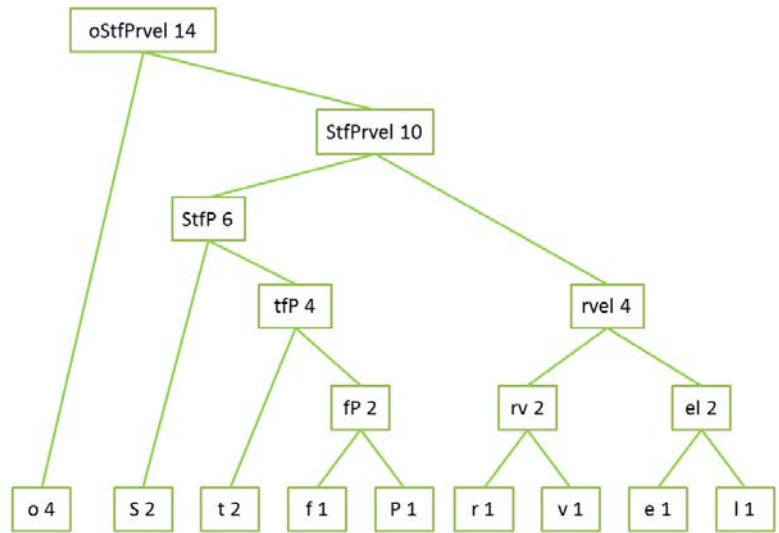 oStfPrvel 14
StfPrvel 10
StfP 6
tfP 4
rvel 4
fP 2
rv 2
el 2
o 4
S 2
t 2
f 1
P 1
r 1
v 1
e 1
l 1